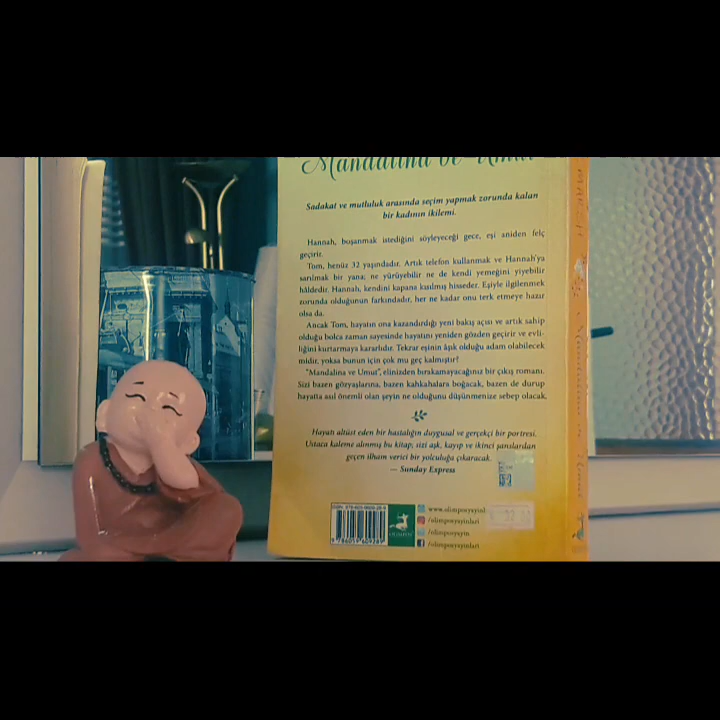 Mandalina ve Umut
Sadakat ve mutluluk arasında seçim yapmak zorunda kalan
bir kadının ikilemi.
Hannah, boşanmak istediğini söyleyeceği gece, eşi aniden felç
geçirir.
Tom, henüz 32 yaşındadır. Artık telefon kullanmak ve Hannah'ya
sarılmak bir yana; ne yürüyebilir ne de kendi yemeğini yiyebilir
hâldedir. Hannah, kendini kapana kısılmış hisseder. Eşiyle ilgilenmek
zorunda olduğunun farkındadır, her ne kadar onu terk etmeye hazır
olsa da.
Ancak Tom, hayatın ona kazandırdığı yeni bakış açısı ve artık sahip
olduğu bolca zaman sayesinde hayatını yeniden gözden geçirir ve evli-
liğini kurtarmaya kararlıdır. Tekrar eşinin âşık olduğu adam olabilecek
midir, yoksa bunun için çok mu geç kalmıştır?
"Mandalina ve Umut", elinizden bırakamayacağınız bir çıkış romanı.
Sizi bazen gözyaşlarına, bazen kahkahalara boğacak, bazen de durup
hayatta asıl önemli olan şeyin ne olduğunu düşünmenize sebep olacak.
Hayatı altüst eden bir hastalığın duygusal ve gerçekçi bir portresi.
Ustaca kaleme alınmış bu kitap; sizi aşk, kayıp ve ikinci şanslardan
geçen ilham verici bir yolculuğa çıkaracak.
— Sunday Express
www.olimposyayinl
/olimposyayinlari
/olimposyayin
/olimposyayinlari